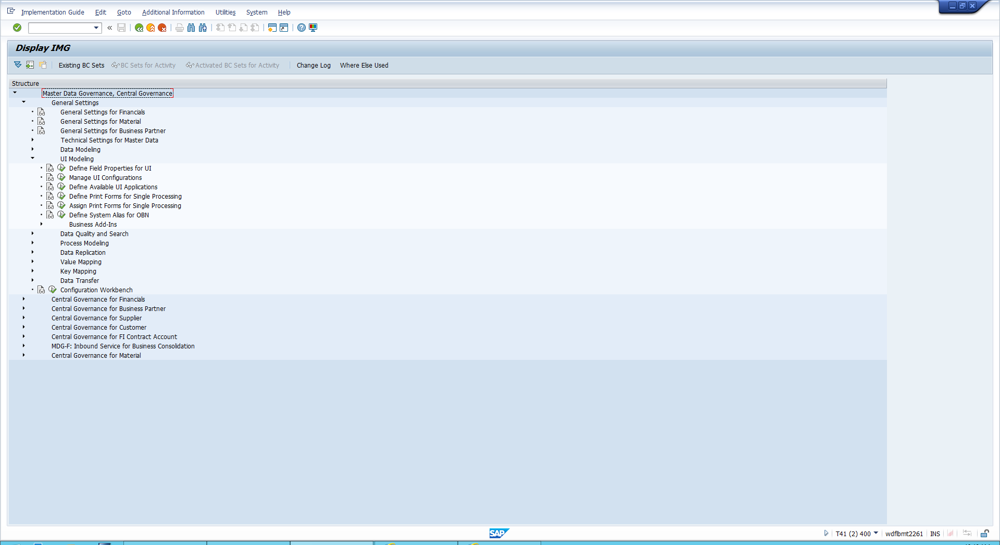 Implementation Guide Edit Goto Additional Information Utilities System Help
Display IMG
Existing BC Sets BC Sets for Activity Activated BC Sets for Activity Change Log Where Else Used
Structure
Master Data Governance, Central Governance
General Settings
General Settings for Financials
General Settings for Material
General Settings for Business Partner
Technical Settings for Master Data
Data Modeling
UI Modeling
Define Field Properties for UI
Manage UI Configurations
Define Available UI Applications
Define Print Forms for Single Processing
Assign Print Forms for Single Processing
Define System Alias for OBN
Business Add-Ins
Data Quality and Search
Process Modeling
Data Replication
Value Mapping
Key Mapping
Data Transfer
Configuration Workbench
Central Governance for Financials
Central Governance for Business Partner
Central Governance for Supplier
Central Governance for Customer
Central Governance for FI Contract Account
MDG-F: Inbound Service for Business Consolidation
Central Governance for Material
SAP T41 (2) 400 wdflbmt2261 INS